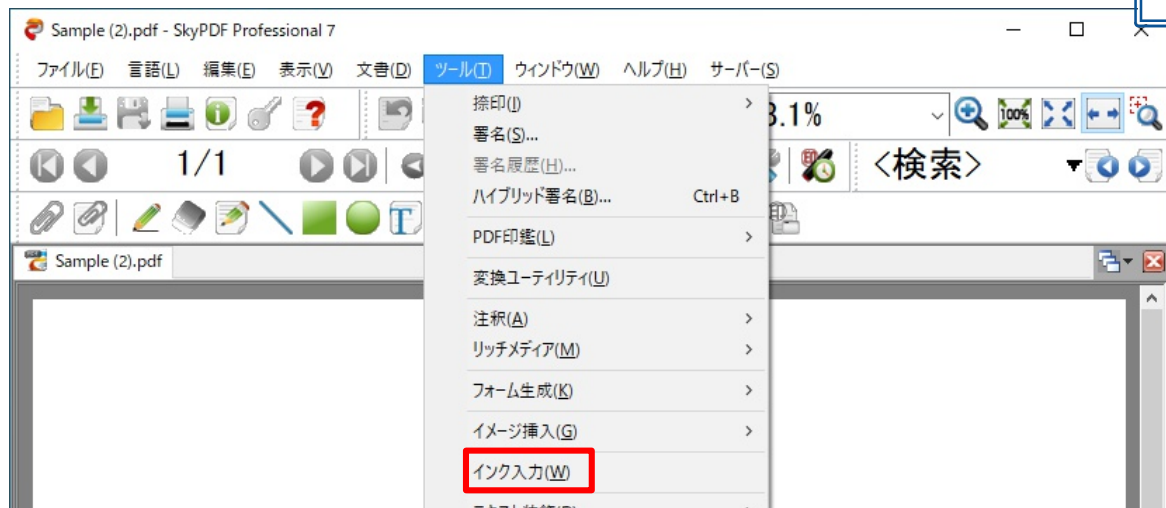 Sample (2).pdf - SkyPDF Professional 7
ファイル(F) 言語(L) 編集(E) 表示(V) 文書(D) ツール(T) ウィンドウ(W) ヘルプ(H) サーバー(S)
捺印(I)
3.1%
100%
署名(S)...
1/1
署名履歴(H)...
<検索>
ハイブリッド署名(B)... Ctrl+B
T
PDF印鑑(L)
Sample (2).pdf
変換ユーティリティ(U)
注釈(A)
リッチメディア(M)
フォーム生成(K)
イメージ挿入(G)
インク入力(W)